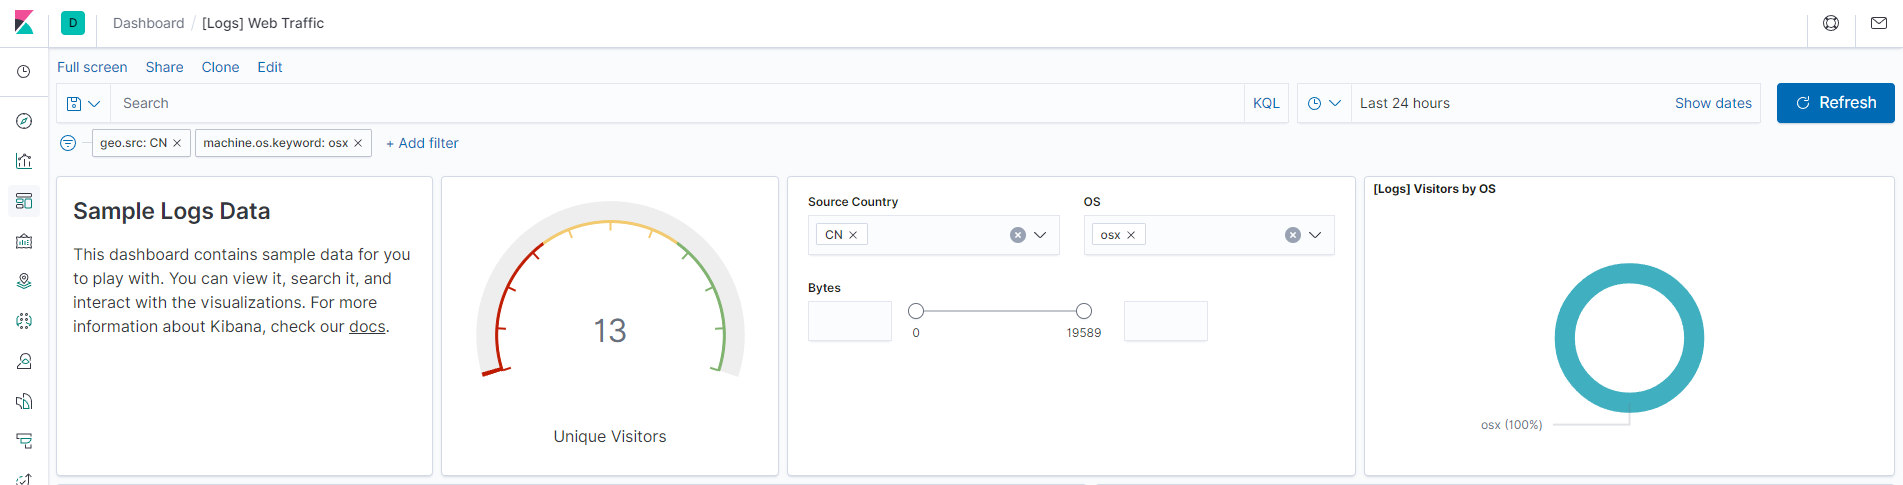 D
Dashboard / [Logs] Web Traffic
Full screen Share Clone Edit
Search KQL Last 24 hours Show dates Refresh
geo.src: CN × machine.os.keyword: osx × + Add filter
Sample Logs Data
This dashboard contains sample data for you
to play with. You can view it, search it, and
interact with the visualizations. For more
information about Kibana, check our docs.
13
Unique Visitors
Source Country OS
CN × osx ×
Bytes
0 19589
[Logs] Visitors by OS
osx (100%)